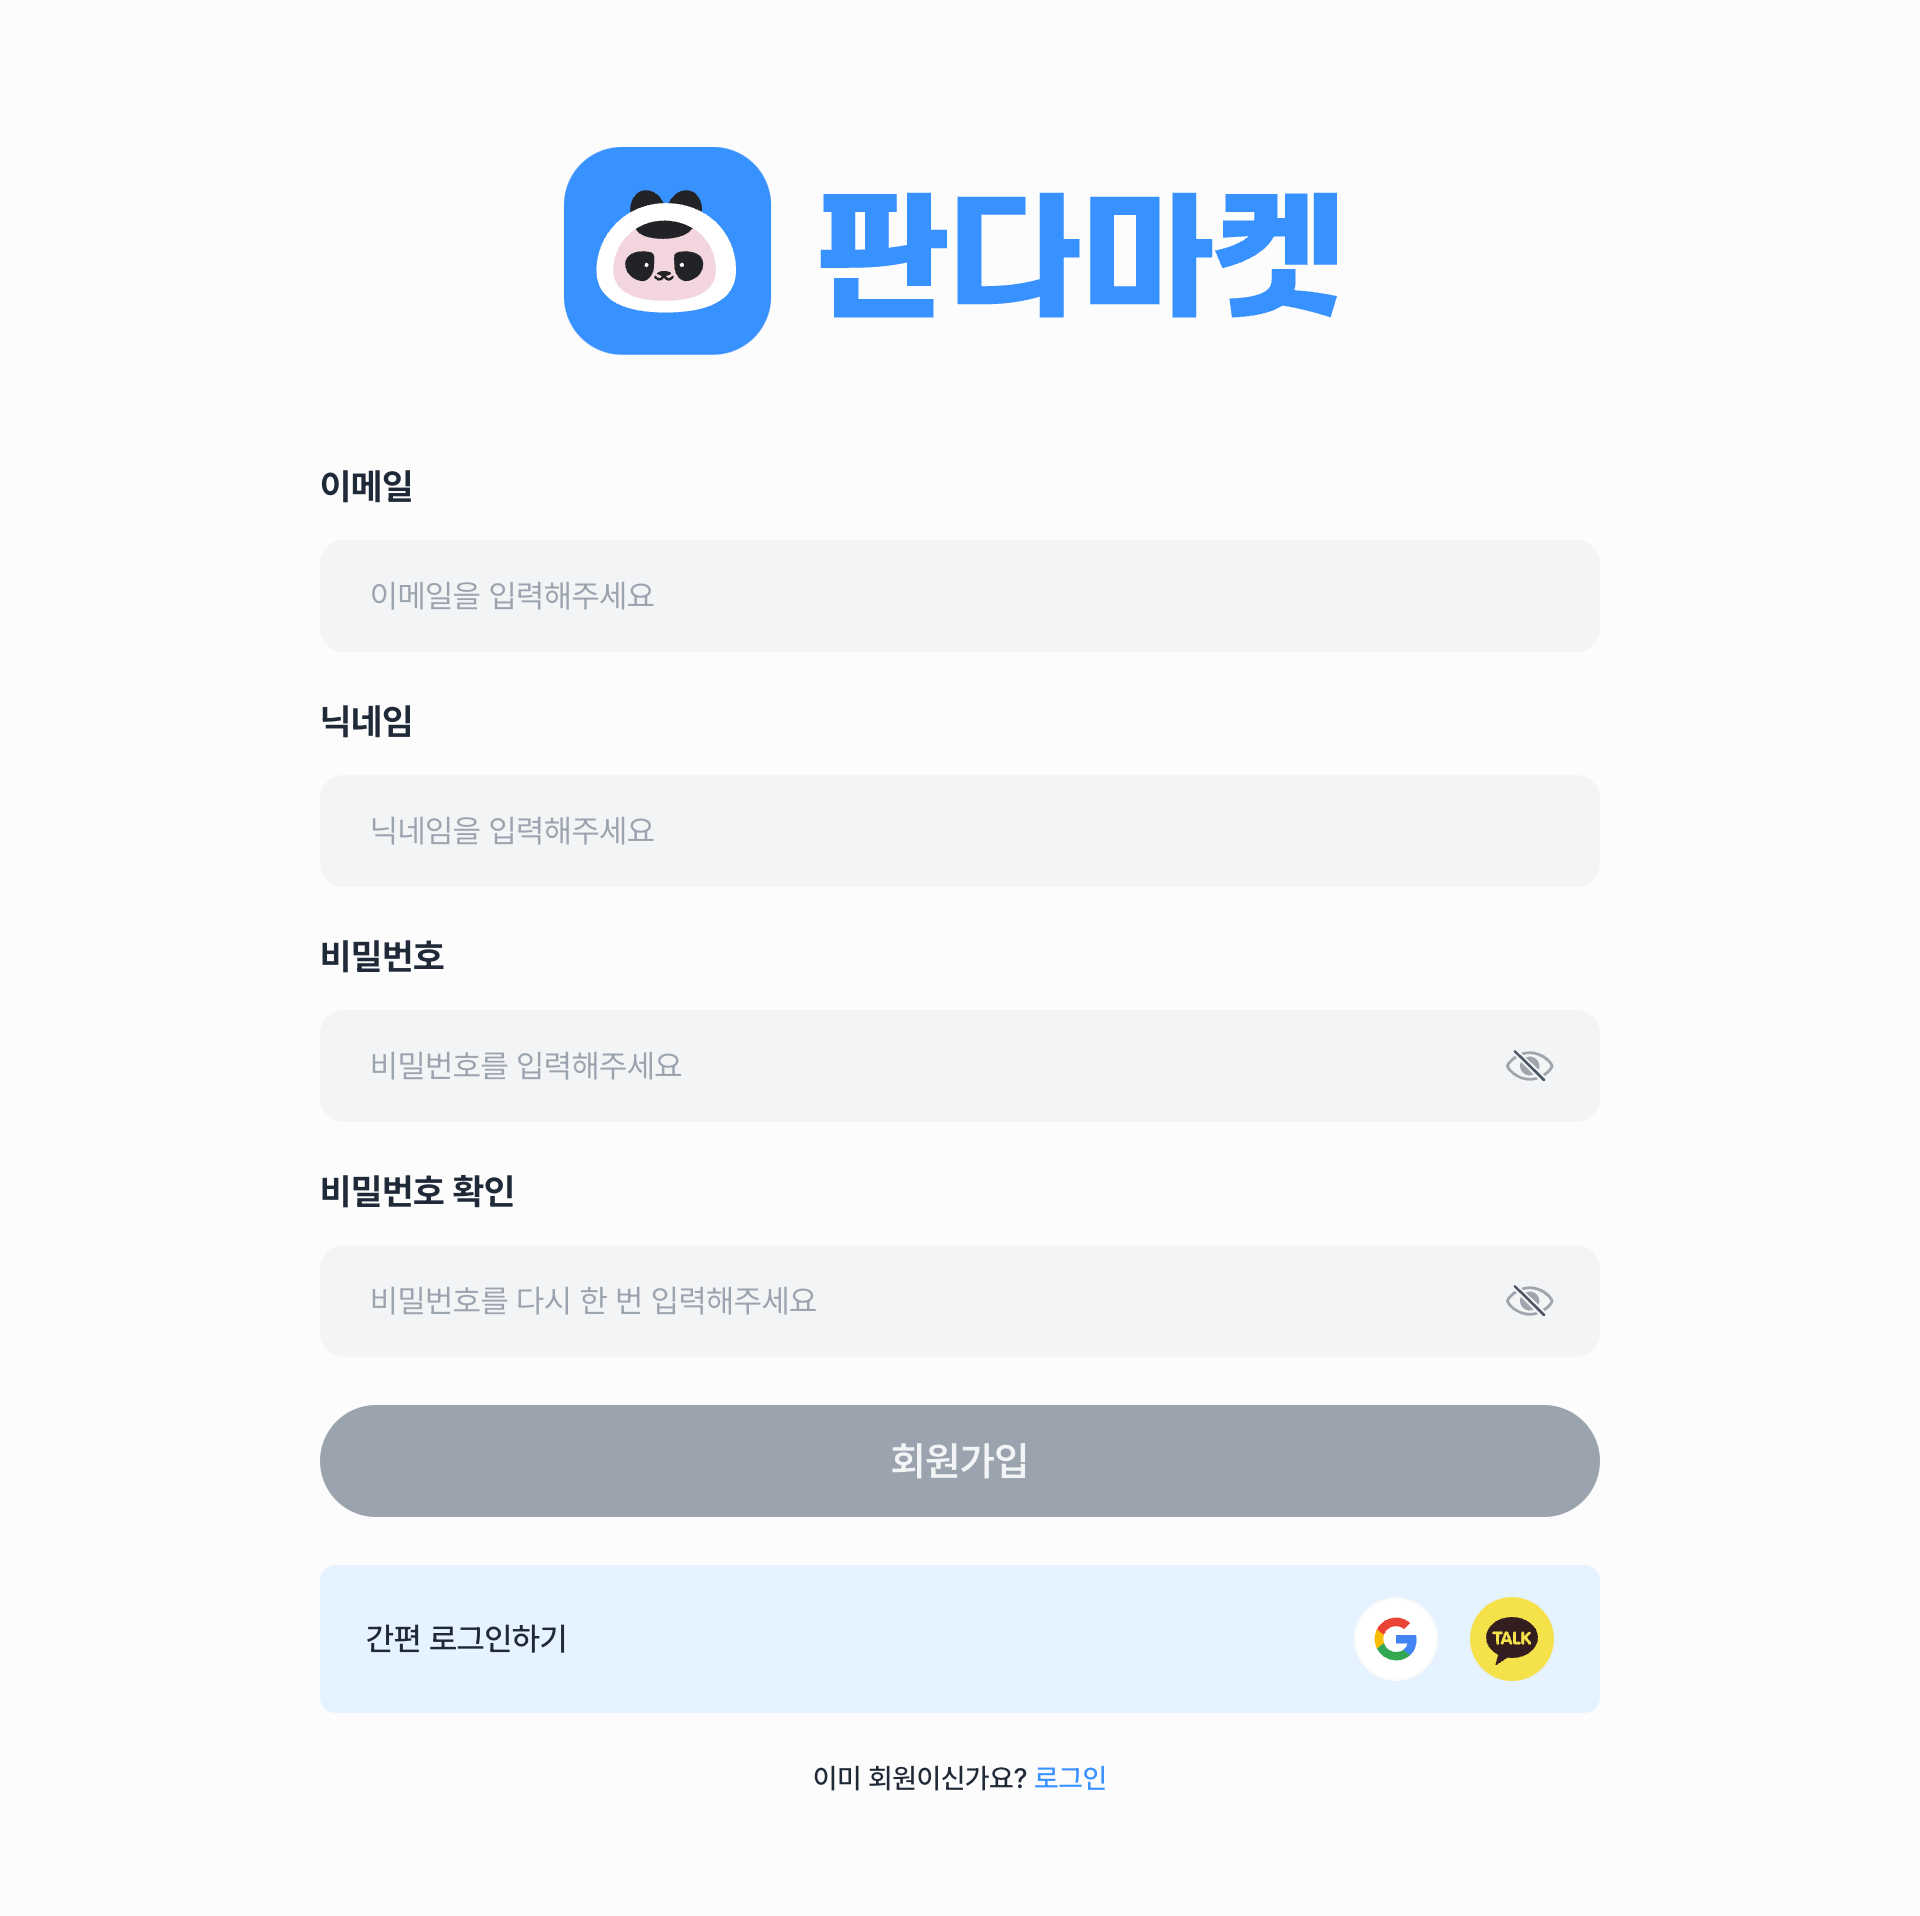 판다마켓
이메일
이메일을 입력해주세요
닉네임
닉네임을 입력해주세요
비밀번호
비밀번호를 입력해주세요
비밀번호 확인
비밀번호를 다시 한 번 입력해주세요
회원가입
간편 로그인하기
TALK
이미 회원이신가요? 로그인